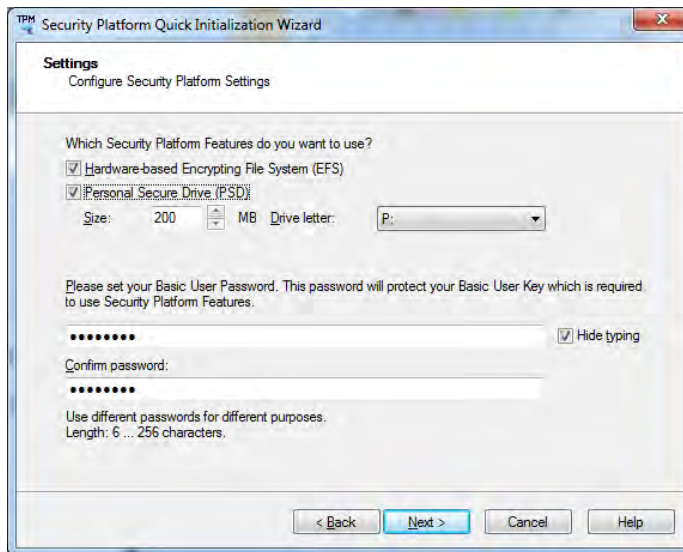 TPM Security Platform Quick Initialization Wizard
Settings
Configure Security Platform Settings
Which Security Platform Features do you want to use?
Hardware-based Encrypting File System (EFS)
Personal Secure Drive (PSD)
Size: 200 MB Drive letter: P:
Please set your Basic User Password. This password will protect your Basic User Key which is required
to use Security Platform Features.
●●●●●●●● Hide typing
Confirm password:
●●●●●●●●
Use different passwords for different purposes.
Length: 6 ... 256 characters.
< Back Next > Cancel Help